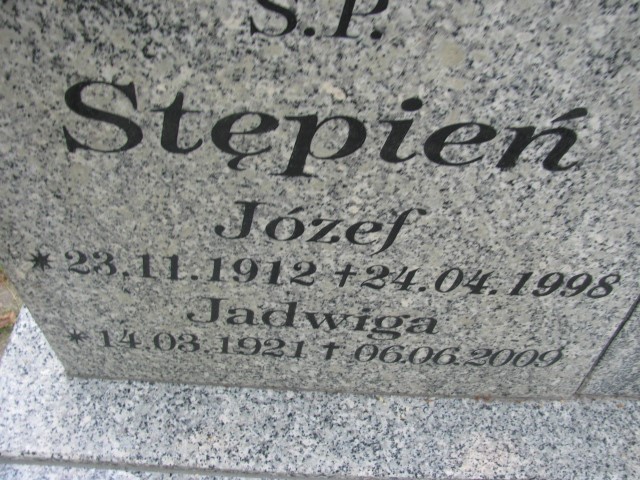 Ś.P.
Stępień
Józef
* 23.11.1912 + 24.04.1998
Jadwiga
* 14.03.1921 + 06.06.2009